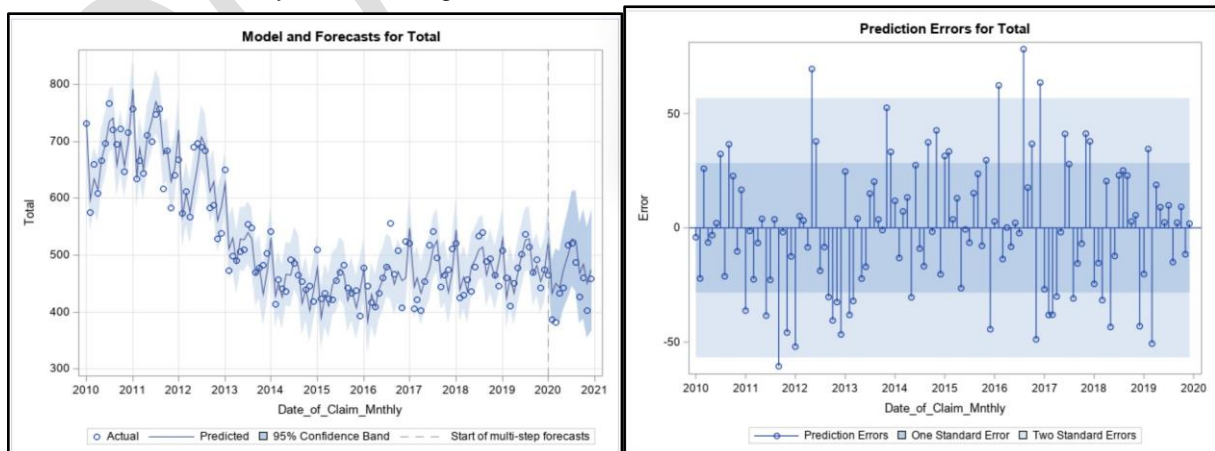 Model and Forecasts for Total
800
700
600
500
400
300
Total
2010 2011 2012 2013 2014 2015 2016 2017 2018 2019 2020 2021
Date_of_Claim_Mnthly
Actual Predicted 95% Confidence Band Start of multi-step forecasts
Prediction Errors for Total
50
0
-50
Error
2010 2011 2012 2013 2014 2015 2016 2017 2018 2019 2020
Date_of_Claim_Mnthly
Prediction Errors One Standard Error Two Standard Errors